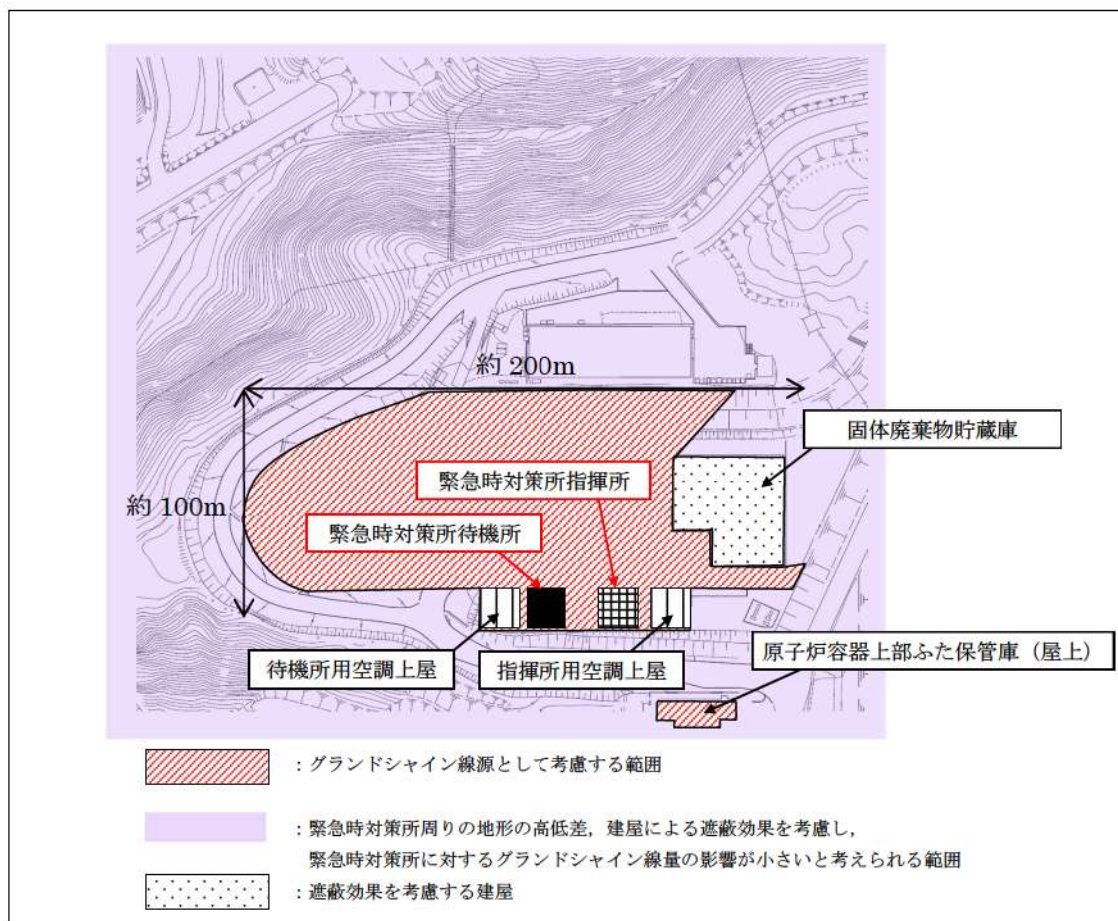 約 200m
固体廃棄物貯蔵庫
緊急時対策所指揮所
約 100m
緊急時対策所待機所
待機所用空調上屋
指揮所用空調上屋
原子炉容器上部ふた保管庫（屋上）
：グランドシャイン線源として考慮する範囲
：緊急時対策所周りの地形の高低差，建屋による遮蔽効果を考慮し，
緊急時対策所に対するグランドシャイン線量の影響が小さいと考えられる範囲
：遮蔽効果を考慮する建屋